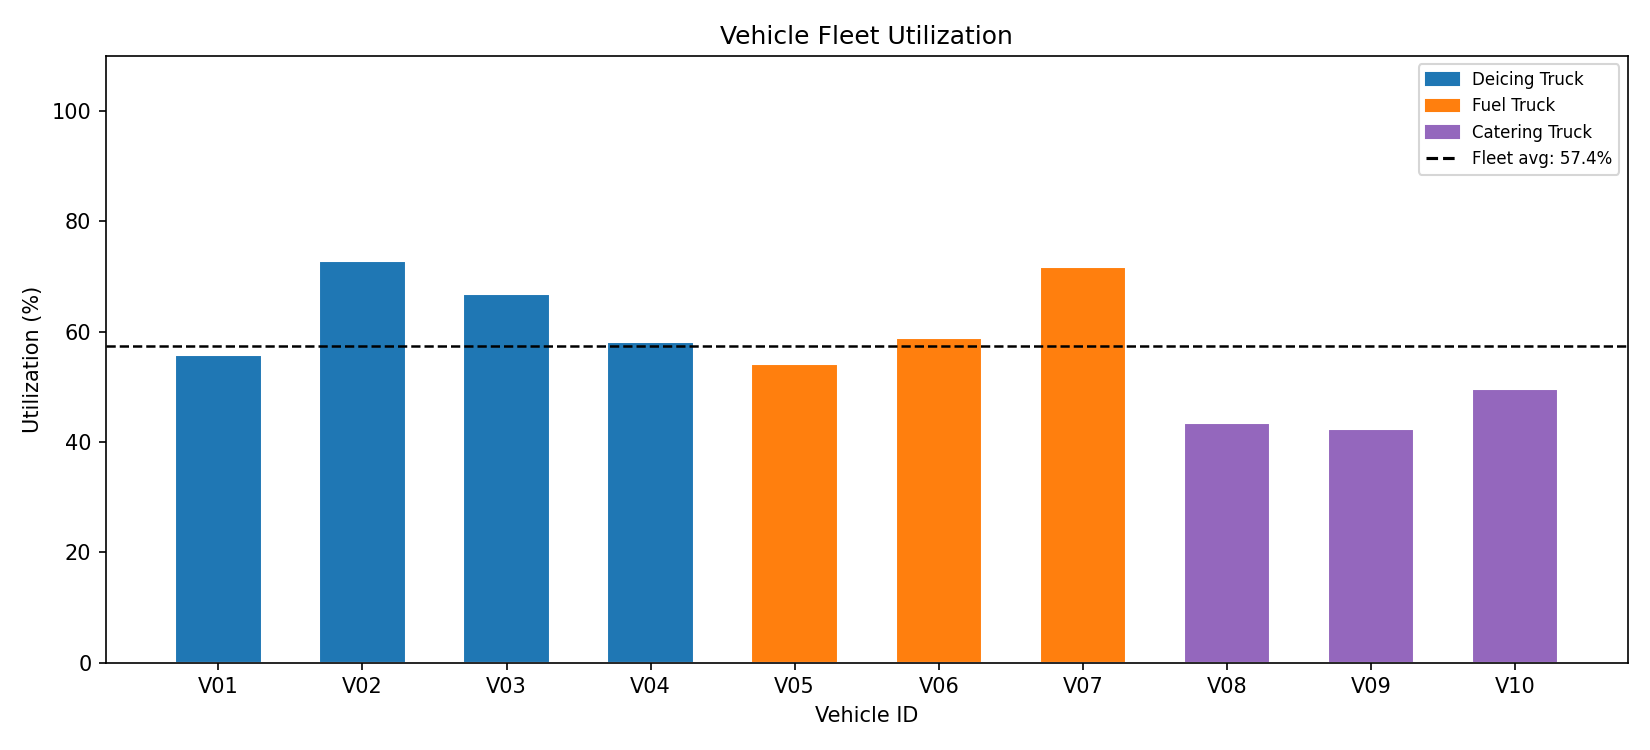 Vehicle Fleet Utilization
Utilization (%)
100
80
60
40
20
0
Deicing Truck
Fuel Truck
Catering Truck
Fleet avg: 57.4%
V01 V02 V03 V04 V05 V06 V07 V08 V09 V10
Vehicle ID